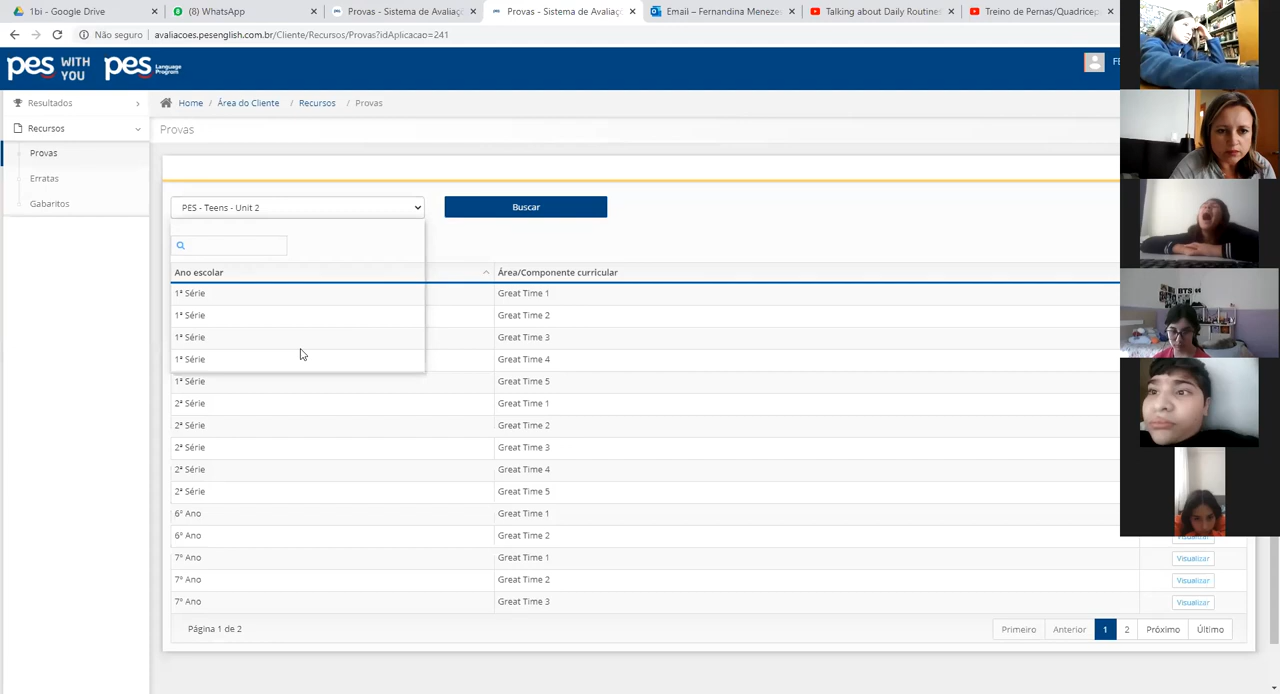 1bi - Google Drive
(8) WhatsApp
Provas - Sistema de Avaliaç
Provas - Sistema de Avaliaç
Email – Fernandina Meneze
Talking about Daily Routines
Treino de Pernas/Quadricep
Não seguro
avaliacoes.pesenglish.com.br/Cliente/Recursos/Provas?idAplicacao=241
pes WITH YOU
pes Language Program
FE
Resultados
Recursos
Provas
Erratas
Gabaritos
Home / Área do Cliente / Recursos / Provas
Provas
PES - Teens - Unit 2
Buscar
Ano escolar Área/Componente curricular
1ª Série Great Time 1
1ª Série Great Time 2
1ª Série Great Time 3
1ª Série Great Time 4
1ª Série Great Time 5
2ª Série Great Time 1
2ª Série Great Time 2
2ª Série Great Time 3
2ª Série Great Time 4
2ª Série Great Time 5
6º Ano Great Time 1
6º Ano Great Time 2 Visualizar
7º Ano Great Time 1 Visualizar
7º Ano Great Time 2 Visualizar
7º Ano Great Time 3 Visualizar
Página 1 de 2
Primeiro Anterior 1 2 Próximo Último
BTS